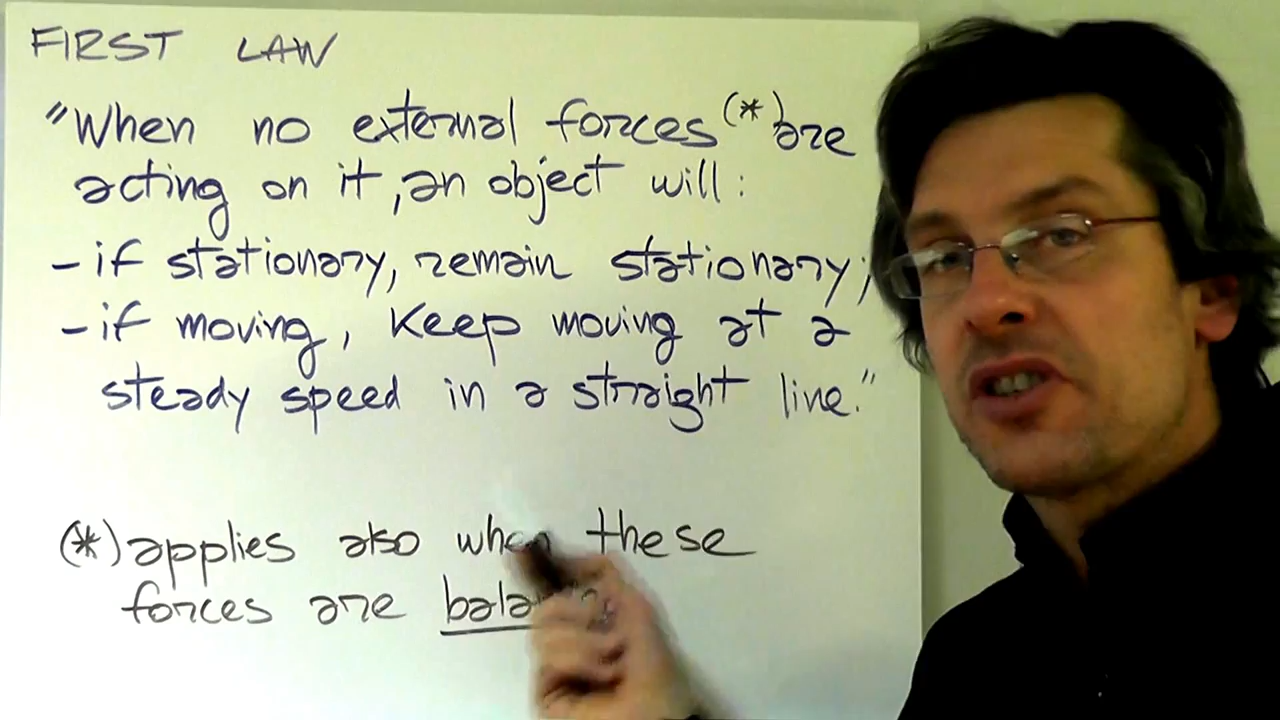 FIRST LAW
"When no external forces (*) are
acting on it, an object will:
- if stationary, remain stationary;
- if moving, keep moving at a
steady speed in a straight line."
(*) applies also when these
forces are